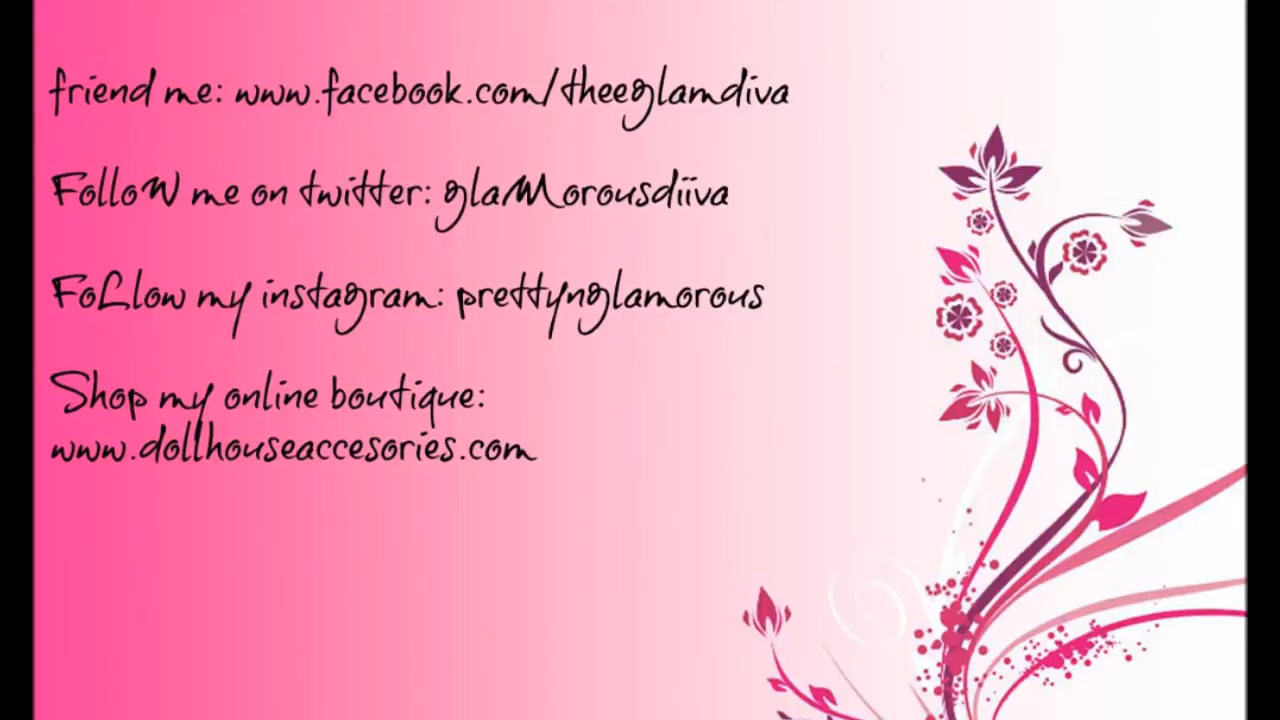 friend me: www.facebook.com/theeglamdiva
FolloW me on twitter: glaMorousdiiva
FoLlow my instagram: prettynglamorous
Shop my online boutique:
www.dollhouseaccesories.com